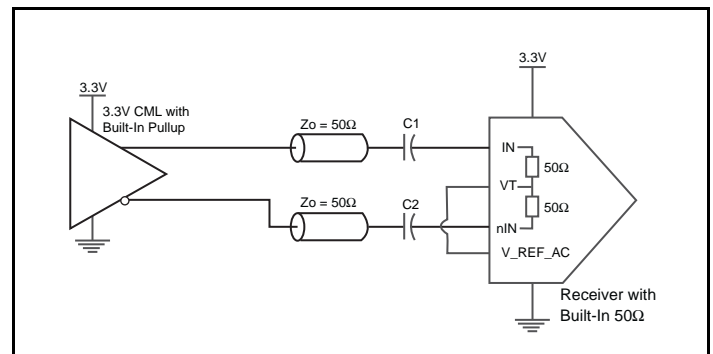 3.3V
3.3V
3.3V CML with
Built-In Pullup
Zo = 50Ω
C1
IN
50Ω
VT
Zo = 50Ω
C2
50Ω
nIN
V_REF_AC
Receiver with
Built-In 50Ω